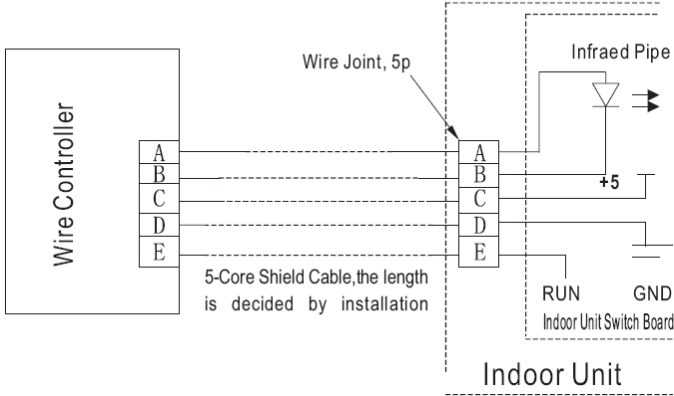 Infraed Pipe
Wire Joint, 5p
Wire Controller
A
B
C
D
E
A
B
C
D
E
+5
5-Core Shield Cable,the length
is decided by installation
RUN
GND
Indoor Unit Switch Board
Indoor Unit